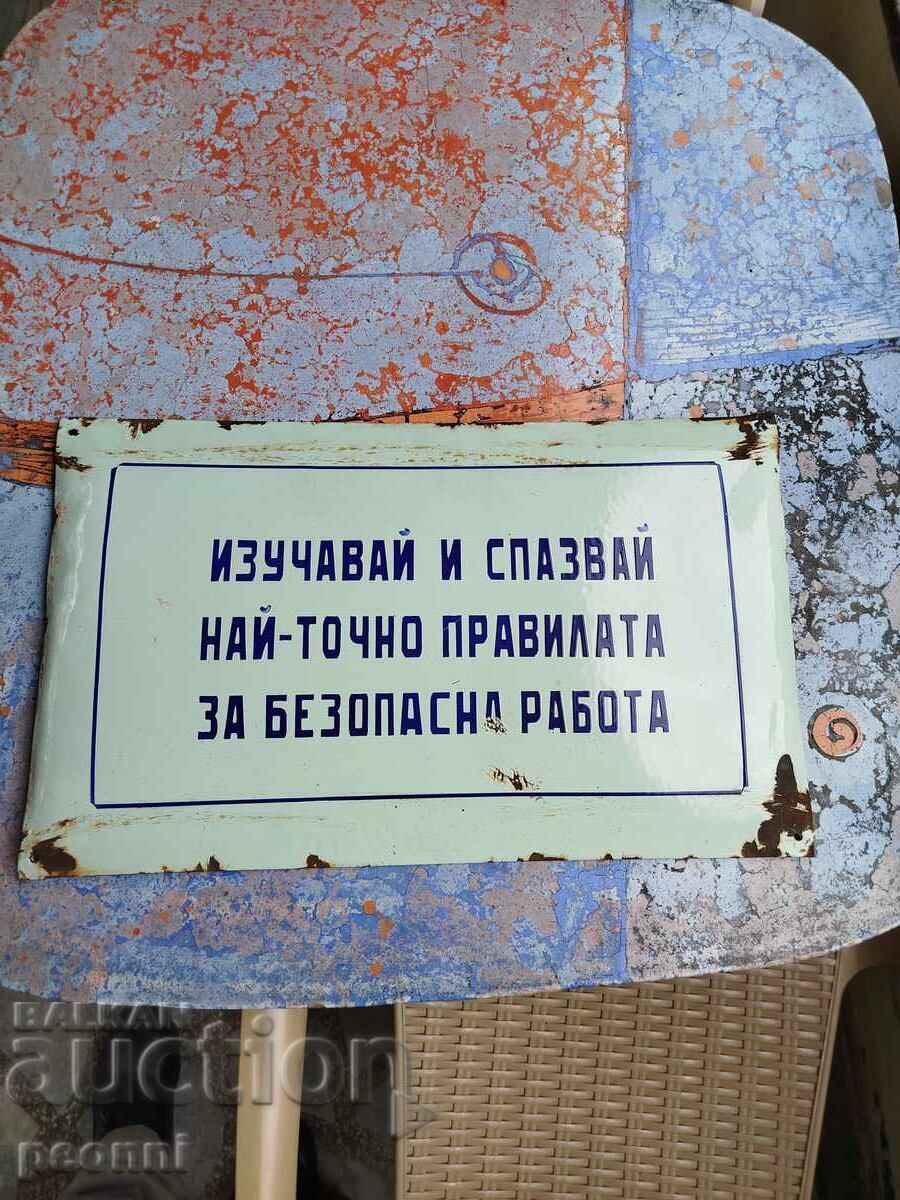 ИЗУЧАВАЙ И СПАЗВАЙ
НАЙ-ТОЧНО ПРАВИЛАТА
ЗА БЕЗОПАСНА РАБОТА
BALKAN
auction
peonni